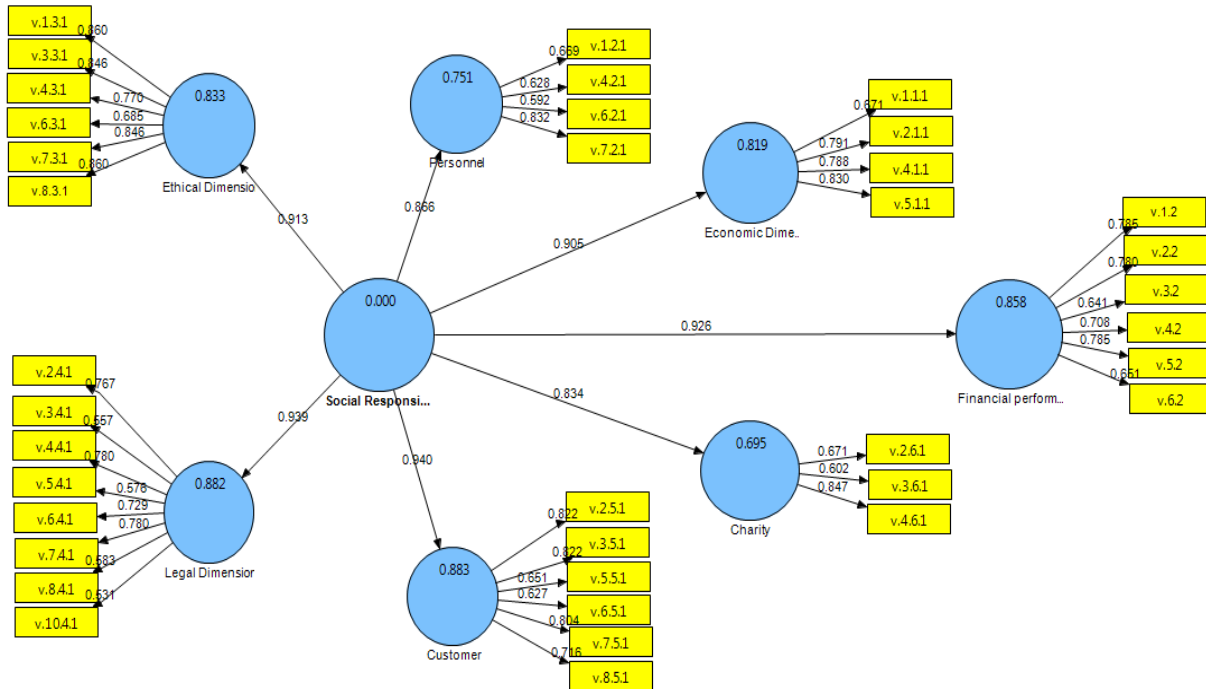 v.1.3.1
v.3.3.1
v.4.3.1
v.6.3.1
v.7.3.1
v.8.3.1
0.860
0.846
0.770
0.685
0.846
0.860
0.833
Ethical Dimensio
0.913
0.751
Personnel
0.866
0.669
0.628
0.592
0.832
v.1.2.1
v.4.2.1
v.6.2.1
v.7.2.1
0.819
Economic Dime..
0.905
0.671
0.791
0.788
0.830
v.1.1.1
v.2.1.1
v.4.1.1
v.5.1.1
0.000
Social Responsi...
0.926
0.858
Financial perform...
0.785
0.780
0.641
0.708
0.785
0.651
v.1.2
v.2.2
v.3.2
v.4.2
v.5.2
v.6.2
0.834
0.695
Charity
0.671
0.602
0.847
v.2.6.1
v.3.6.1
v.4.6.1
0.939
0.882
Legal Dimensior
v.2.4.1
v.3.4.1
v.4.4.1
v.5.4.1
v.6.4.1
v.7.4.1
v.8.4.1
v.10.4.1
0.767
0.557
0.780
0.576
0.729
0.780
0.583
0.531
0.940
0.883
Customer
0.822
0.822
0.651
0.627
0.804
0.716
v.2.5.1
v.3.5.1
v.5.5.1
v.6.5.1
v.7.5.1
v.8.5.1